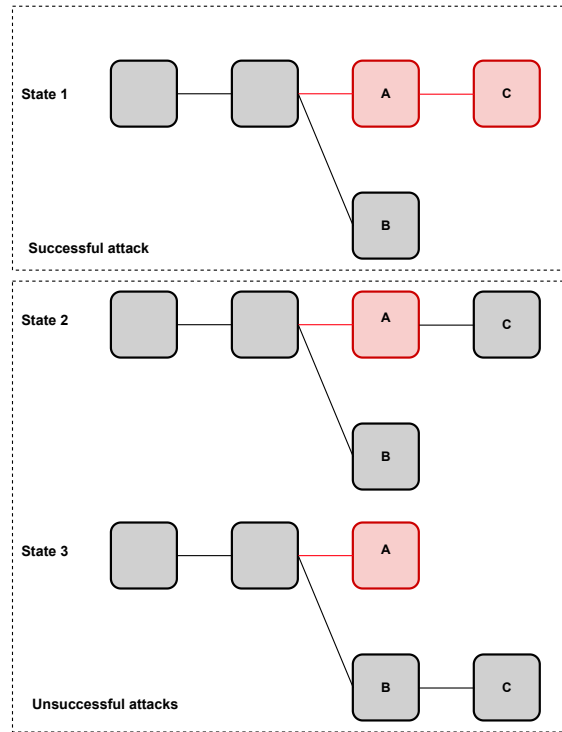 State 1
A
C
B
Successful attack
State 2
A
C
B
State 3
A
B
C
Unsuccessful attacks